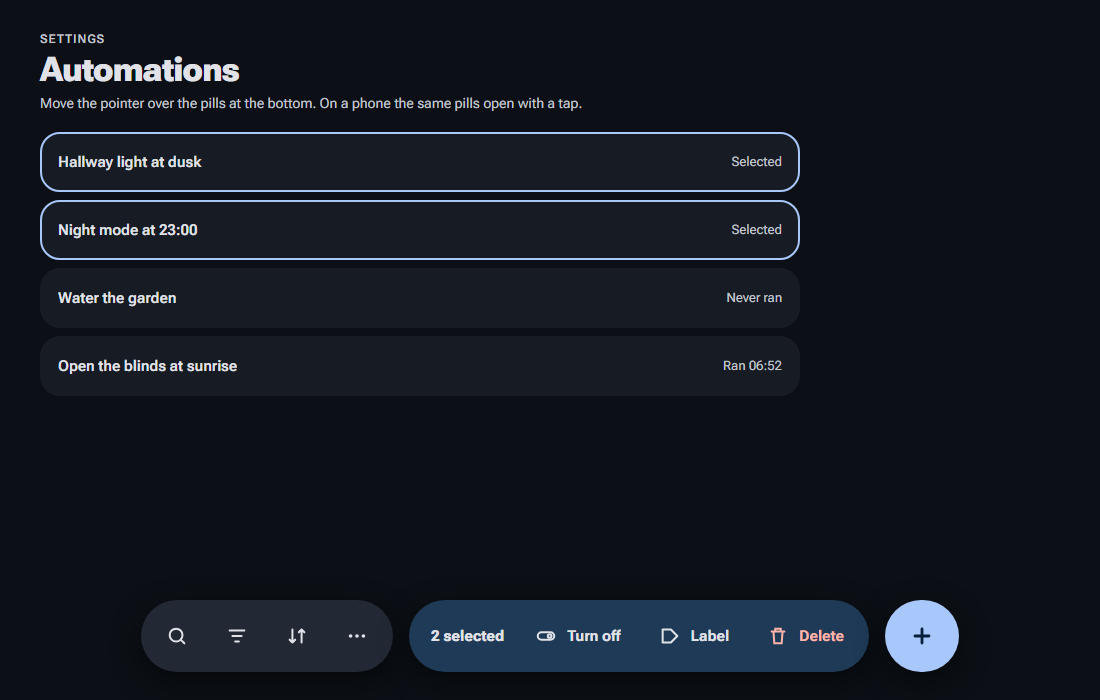 SETTINGS
Automations
Move the pointer over the pills at the bottom. On a phone the same pills open with a tap.
Hallway light at dusk Selected
Night mode at 23:00 Selected
Water the garden Never ran
Open the blinds at sunrise Ran 06:52
2 selected Turn off Label Delete